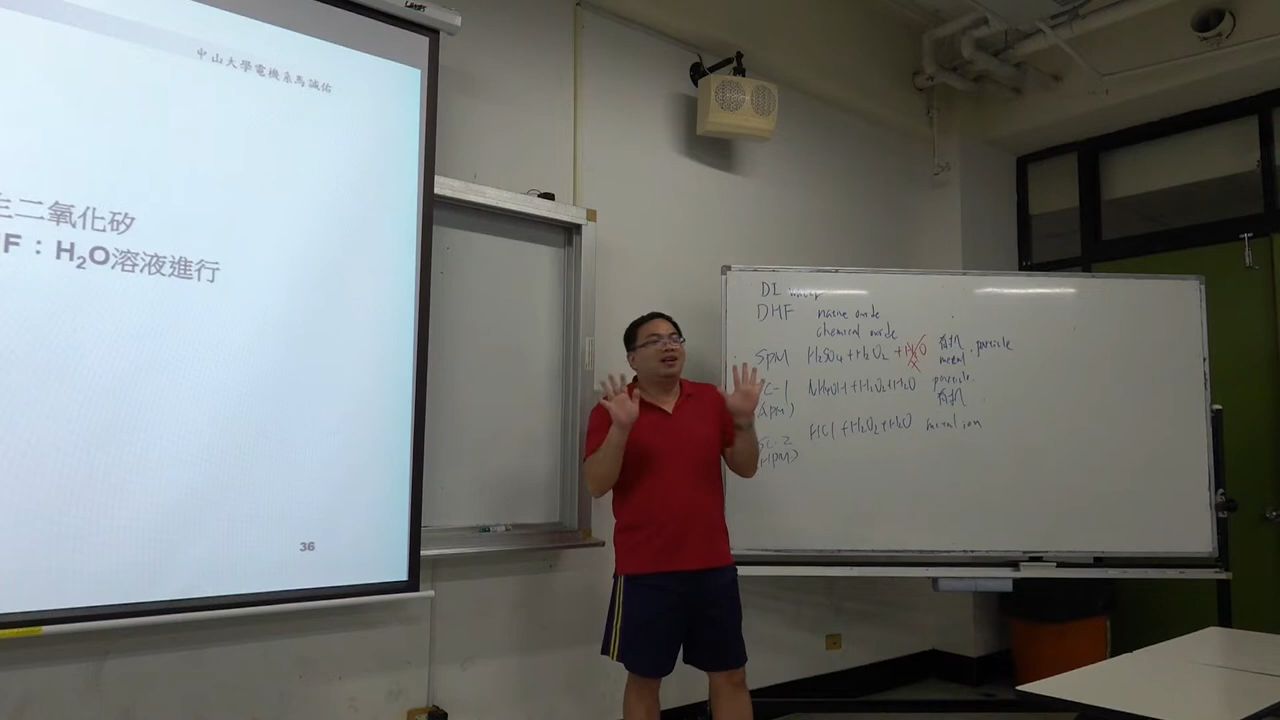 中山大學電機系馬誠佑
二氧化矽
F：H₂O溶液進行
36
DI water
DHF native oxide
chemical oxide
SPM H₂SO₄+H₂O₂ +H₂O 有机 . particle
metal
C-1 NH₄OH+H₂O₂+H₂O particle.
(APM) 有机
SC-2 HCl+H₂O₂+H₂O metal ion
(HPM)